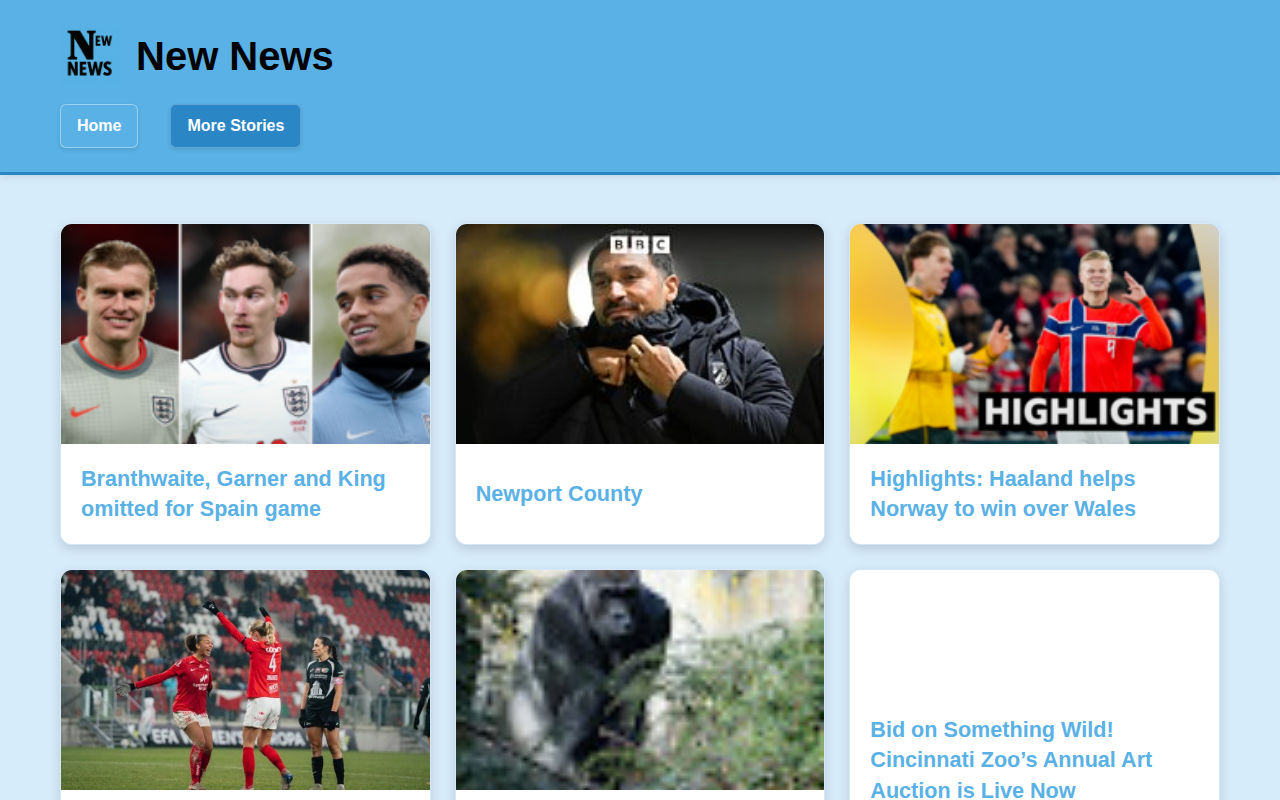 New
NEWS
New News
Home
More Stories
BBC
HIGHLIGHTS
Branthwaite, Garner and King
omitted for Spain game
Newport County
Highlights: Haaland helps
Norway to win over Wales
4
Bid on Something Wild!
Cincinnati Zoo’s Annual Art
Auction is Live Now